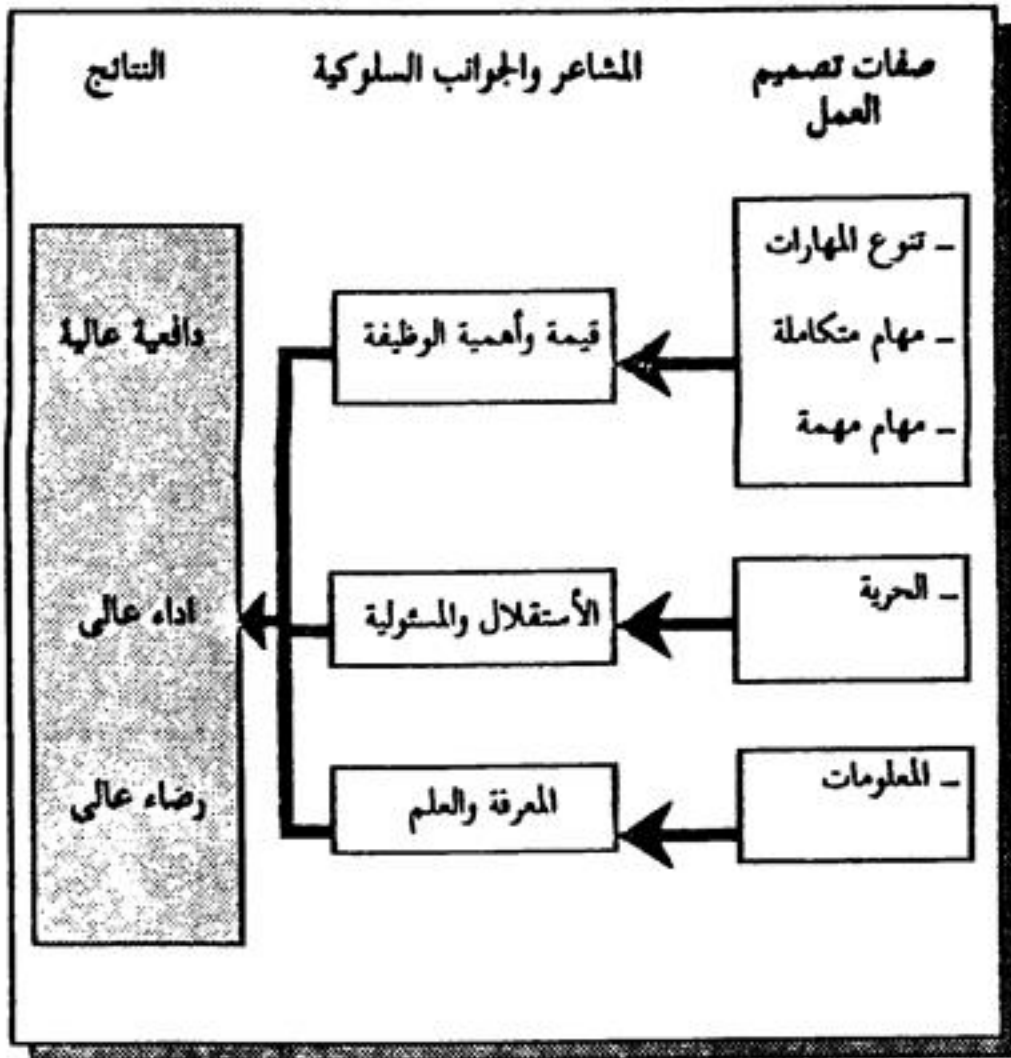 صفات تصميم
العمل
المشاعر والجوانب السلوكية
النتائج
ـ تنوع المهارات
ـ مهام متكاملة
ـ مهام مهمة
قيمة وأهمية الوظيفة
دافعية عالية
ـ الحرية
الأستقلال والمسئولية
اداء عالى
ـ المعلومات
المعرفة والعلم
رضاء عالى